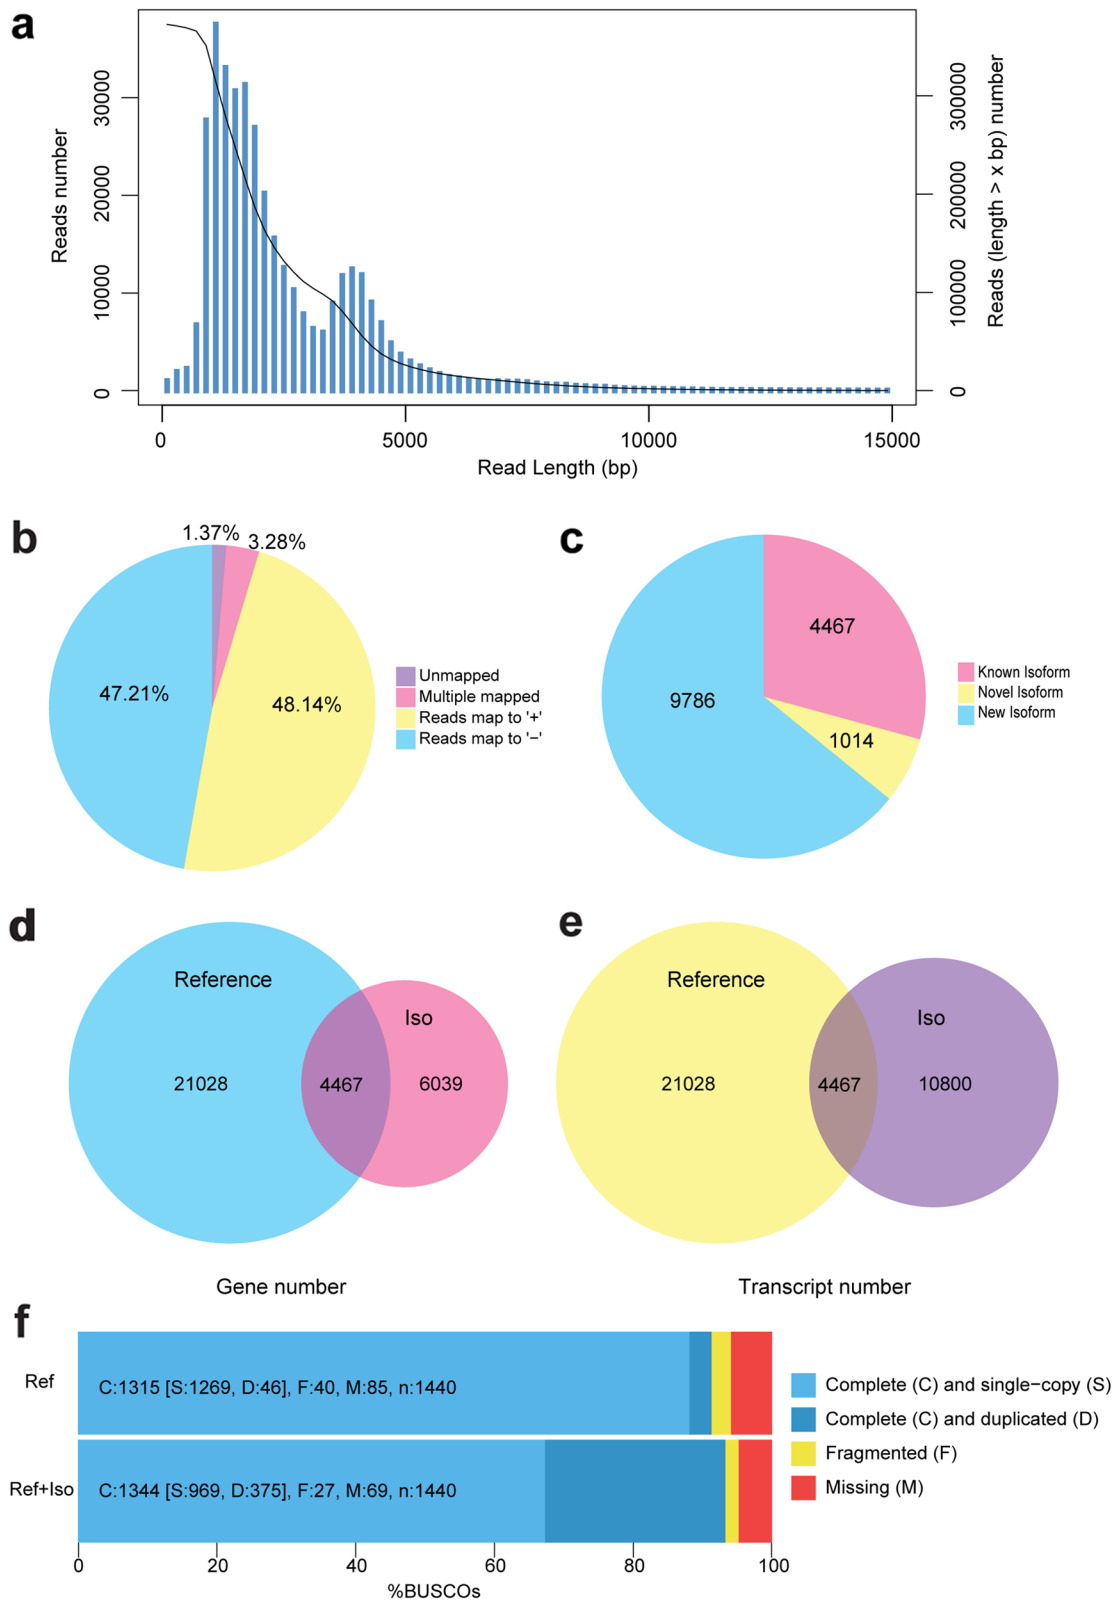 a
Reads number
0
10000
20000
30000
Reads (length > x bp) number
0
100000
200000
300000
0
5000
10000
15000
Read Length (bp)
b
1.37%
3.28%
47.21%
48.14%
Unmapped
Multiple mapped
Reads map to '+'
Reads map to '−'
c
4467
9786
1014
Known Isoform
Novel Isoform
New Isoform
d
Reference
Iso
21028
4467
6039
Gene number
e
Reference
Iso
21028
4467
10800
Transcript number
f
Ref
C:1315 [S:1269, D:46], F:40, M:85, n:1440
Ref+Iso
C:1344 [S:969, D:375], F:27, M:69, n:1440
0
20
40
60
80
100
%BUSCOs
Complete (C) and single−copy (S)
Complete (C) and duplicated (D)
Fragmented (F)
Missing (M)